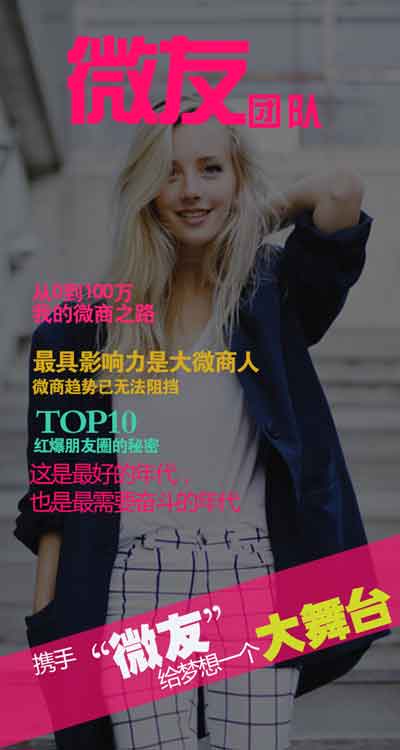 微友团队
从0到100万
我的微商之路
最具影响力是大微商人
微商趋势已无法阻挡
TOP10
红爆朋友圈的秘密
这是最好的年代，
也是最需要奋斗的年代
携手“微友”
给梦想一个大舞台